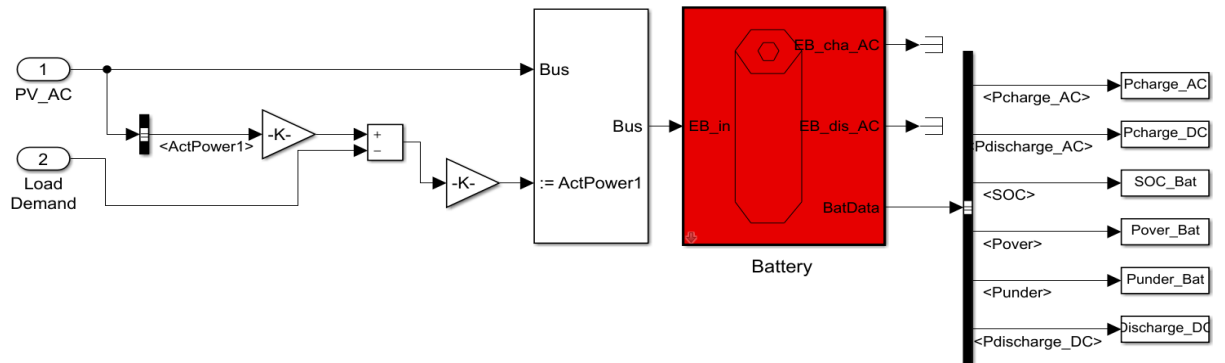 1
PV_AC
2
Load
Demand
<ActPower1>
-K-
+
−
-K-
Bus
:= ActPower1
Bus
EB_in
EB_cha_AC
EB_dis_AC
BatData
Battery
<Pcharge_AC>
Pcharge_AC
Pdischarge_AC>
Pcharge_DC
<SOC>
SOC_Bat
<Pover>
Pover_Bat
<Punder>
Punder_Bat
<Pdischarge_DC>
Discharge_DC